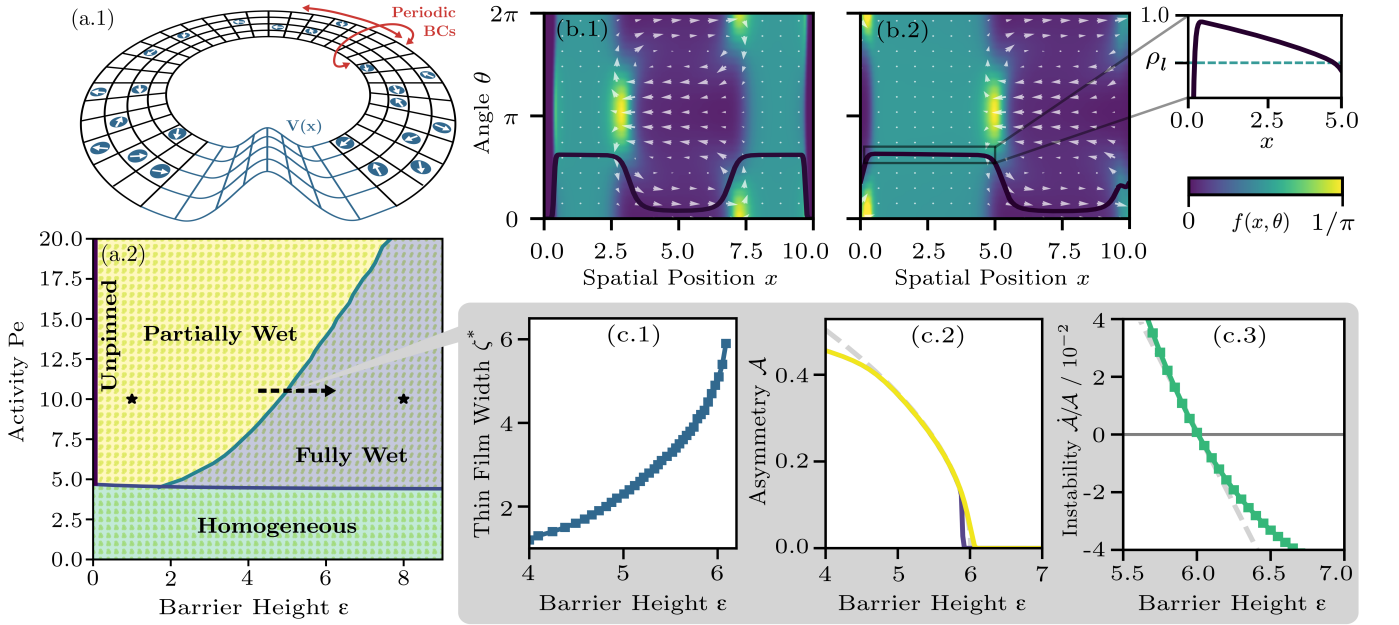 (a.1)
Periodic
BCs
V(x)
(b.1)
2π
π
0
Angle θ
0.0
2.5
5.0
7.5
10.0
Spatial Position x
(b.2)
0.0
2.5
5.0
7.5
10.0
Spatial Position x
1.0
ρl
0.0
2.5
5.0
x
0
f(x, θ)
1/π
(a.2)
20.0
17.5
15.0
12.5
10.0
7.5
5.0
2.5
0.0
Activity Pe
Unpinned
Partially Wet
Fully Wet
Homogeneous
0
2
4
6
8
Barrier Height ε
(c.1)
6
4
2
Thin Film Width ζ*
4
5
6
Barrier Height ε
(c.2)
0.4
0.2
0.0
Asymmetry 𝒜
4
5
6
7
Barrier Height ε
(c.3)
4
2
0
-2
-4
Instability 𝒜̇/𝒜 / 10⁻²
5.5
6.0
6.5
7.0
Barrier Height ε